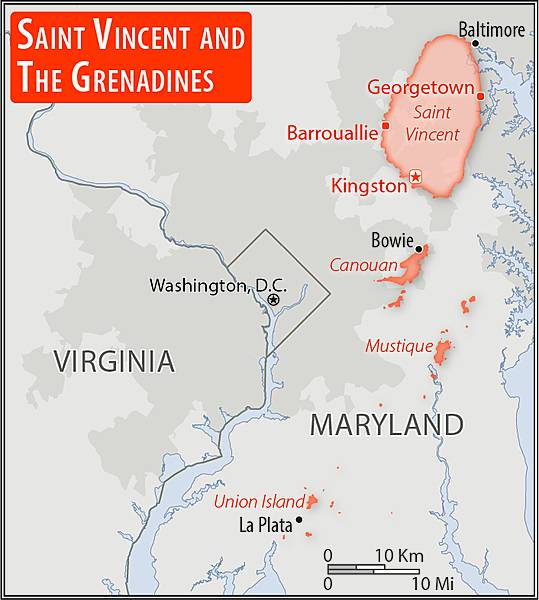 SAINT VINCENT AND
THE GRENADINES
Baltimore
Georgetown
Saint
Vincent
Barrouallie
Kingston
Bowie
Canouan
Washington, D.C.
Mustique
VIRGINIA
MARYLAND
Union Island
La Plata
0 10 Km
0 10 Mi